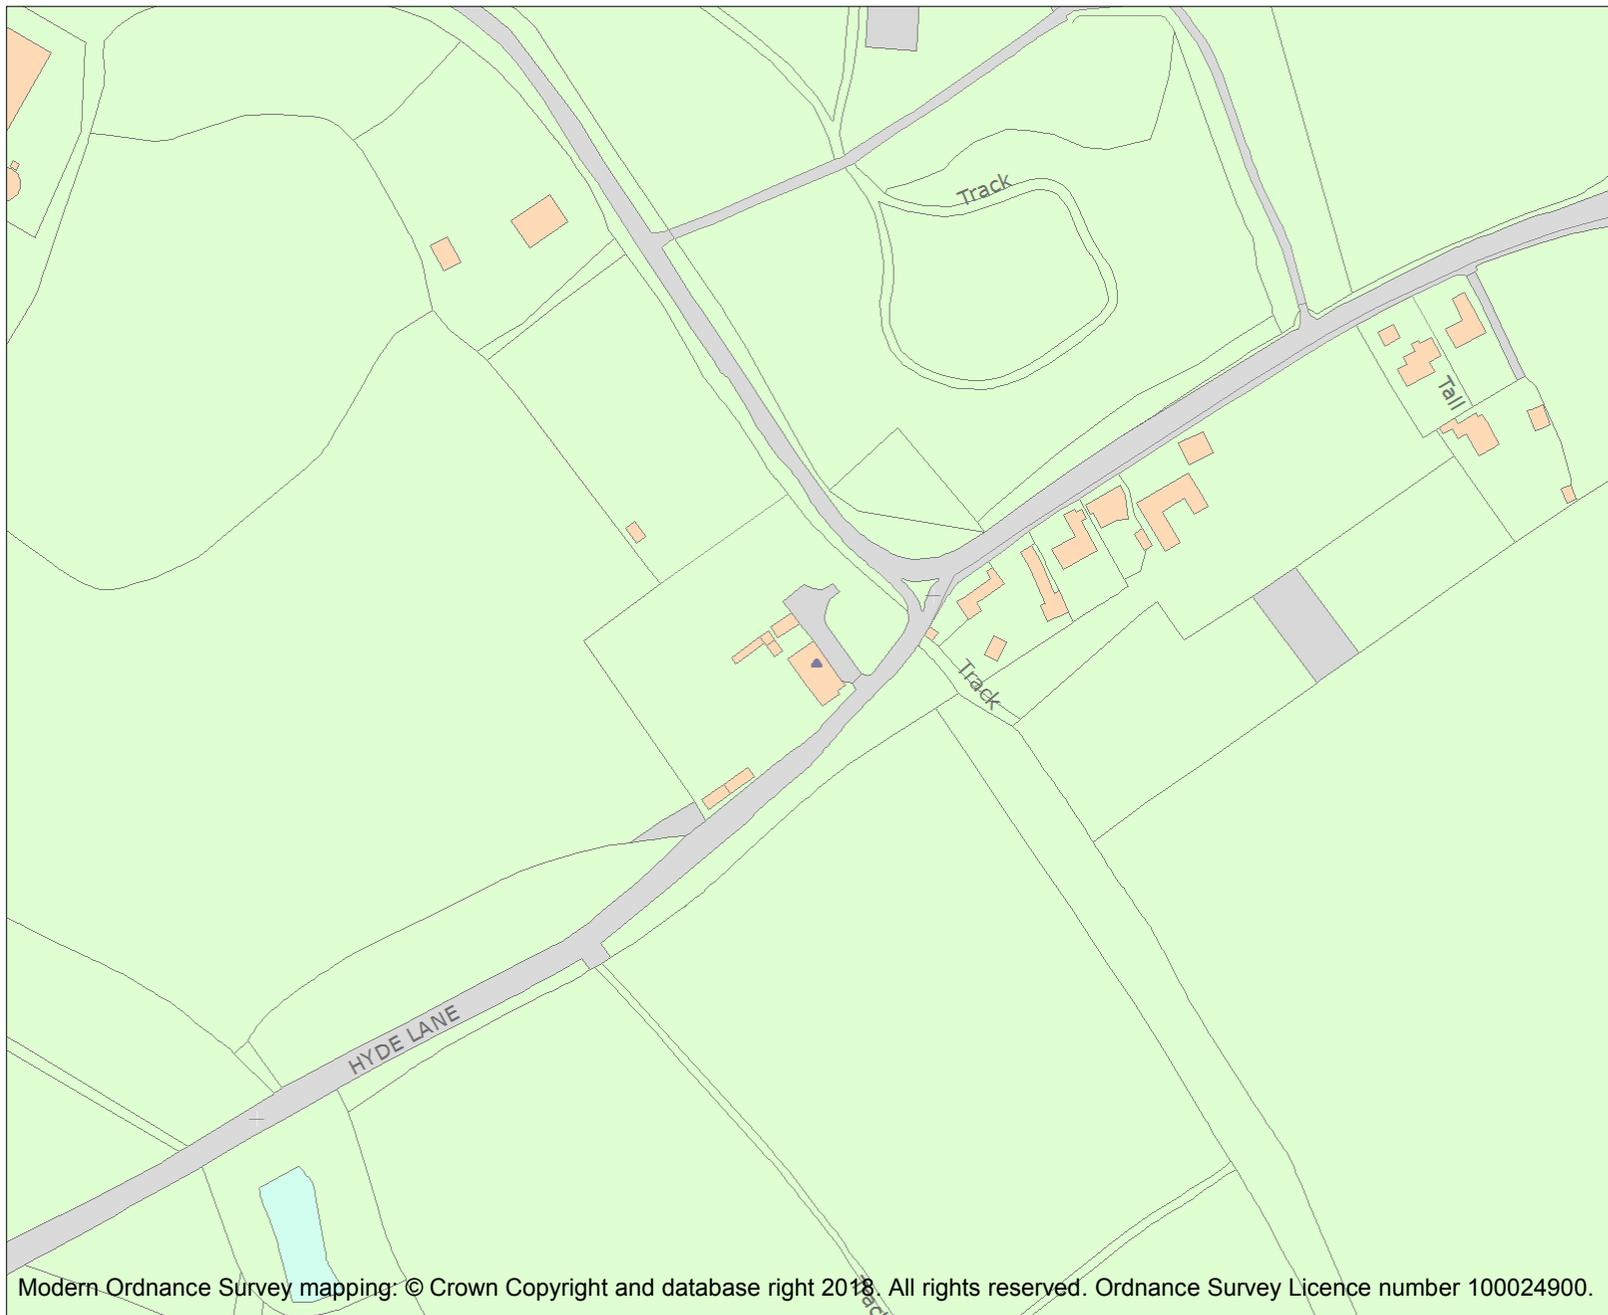 Track
Tall
Track
HYDE LANE
Track
Modern Ordnance Survey mapping: © Crown Copyright and database right 2018. All rights reserved. Ordnance Survey Licence number 100024900.